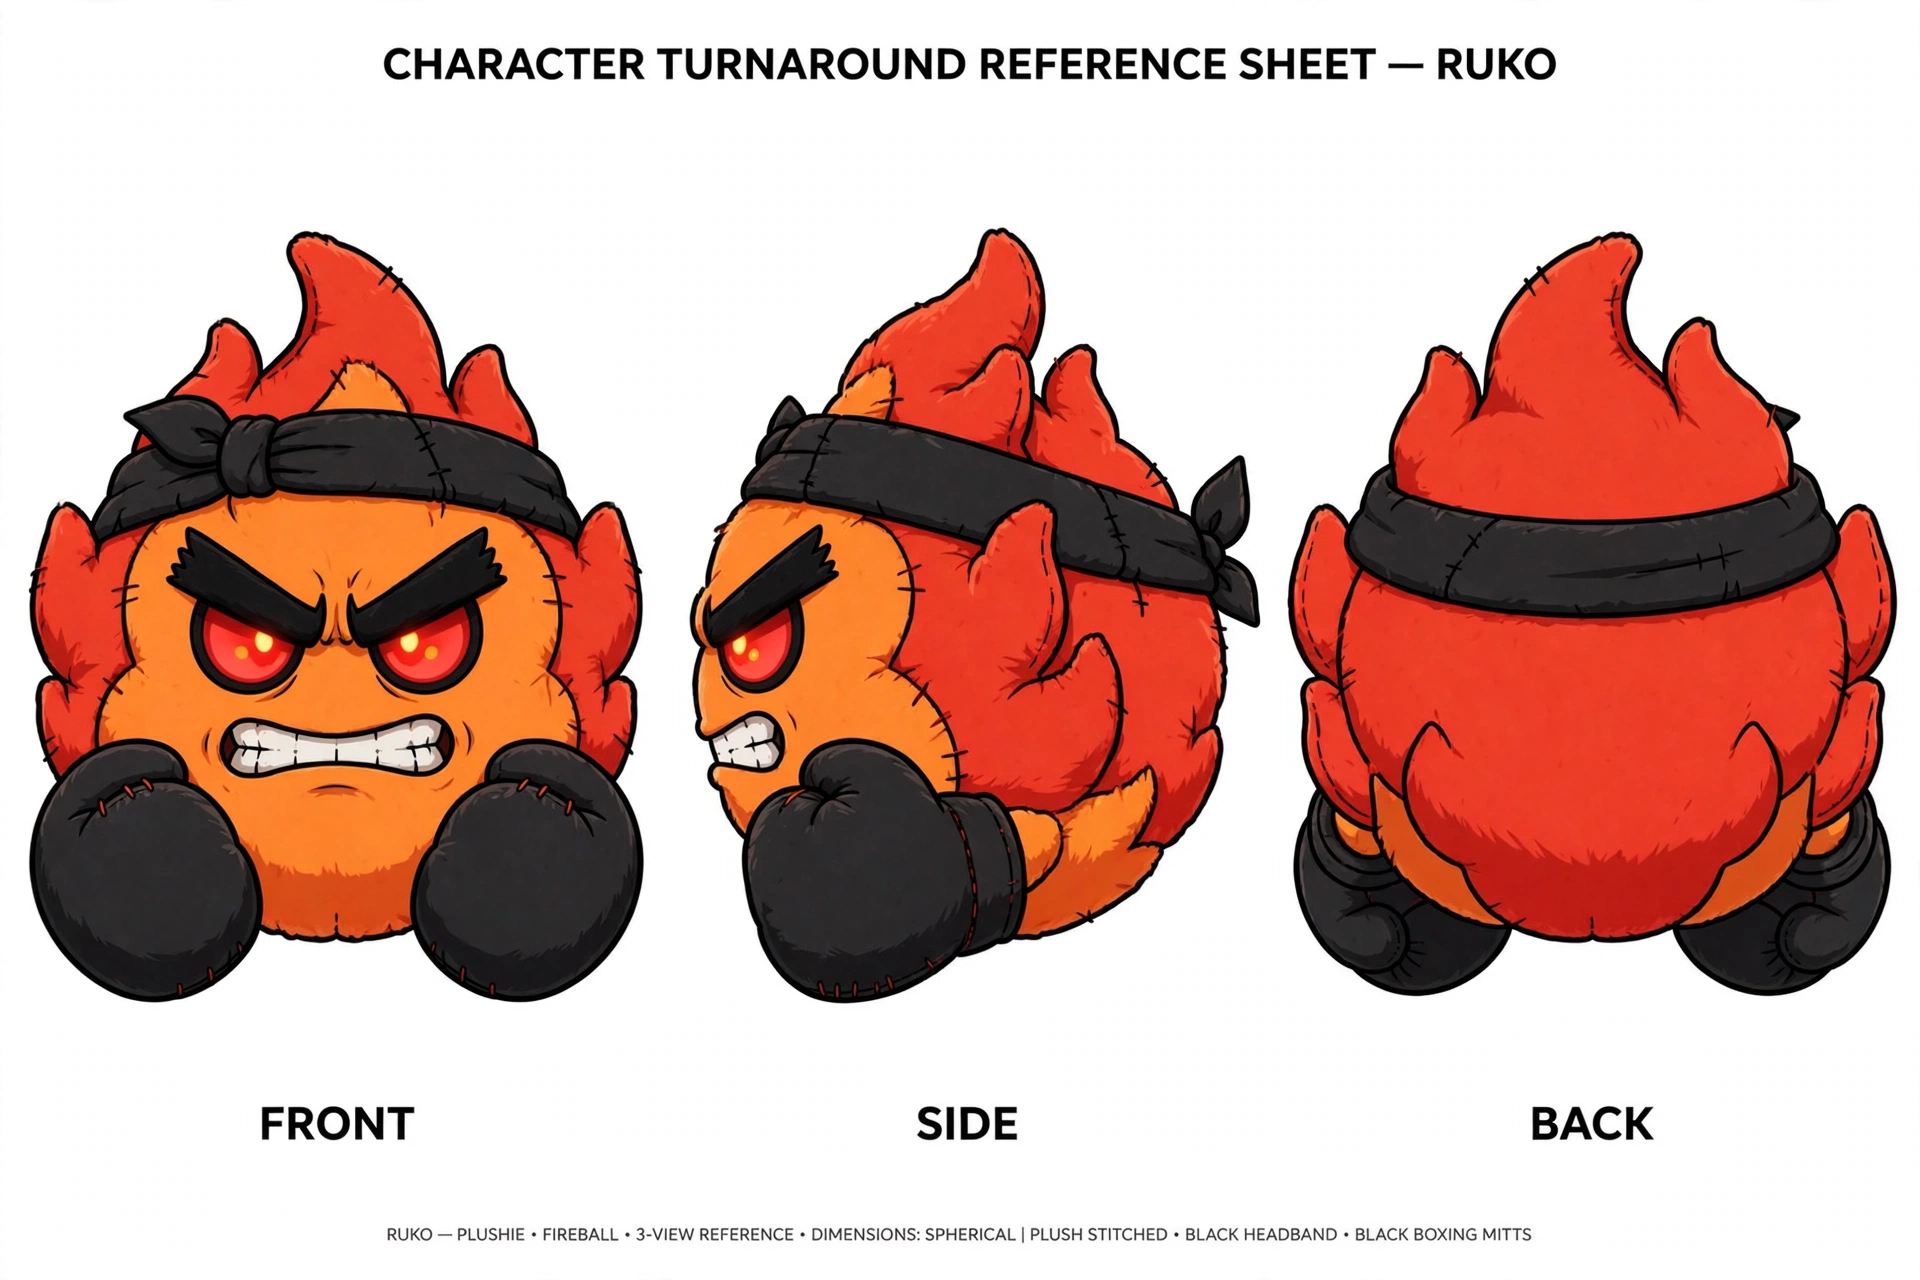 CHARACTER TURNAROUND REFERENCE SHEET — RUKO
FRONT
SIDE
BACK
RUKO — PLUSHIE • FIREBALL • 3-VIEW REFERENCE • DIMENSIONS: SPHERICAL | PLUSH STITCHED • BLACK HEADBAND • BLACK BOXING MITTS